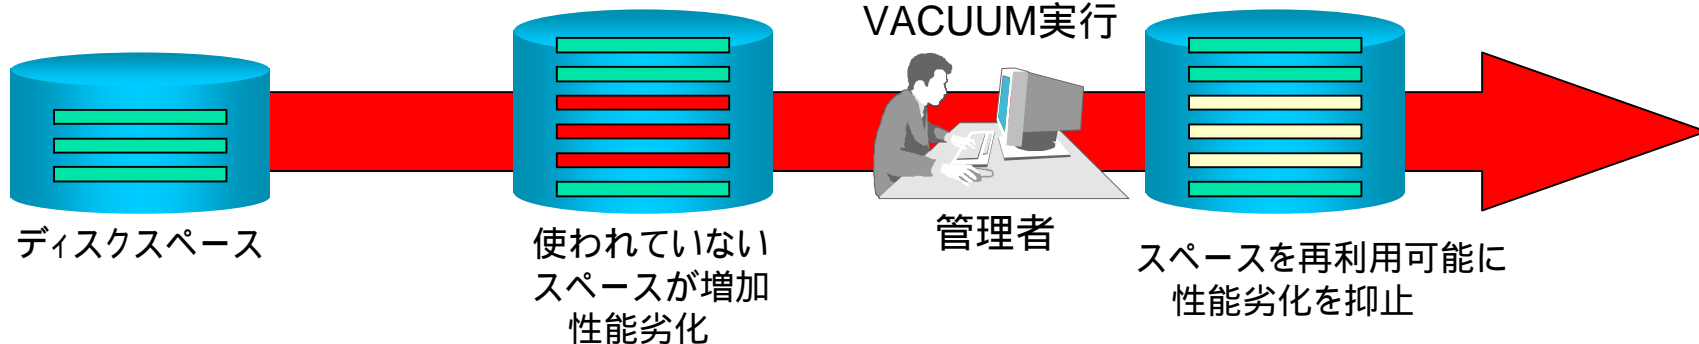 VACUUM実行
ディスクスペース
使われていない
スペースが増加
性能劣化
管理者
スペースを再利用可能に
性能劣化を抑止